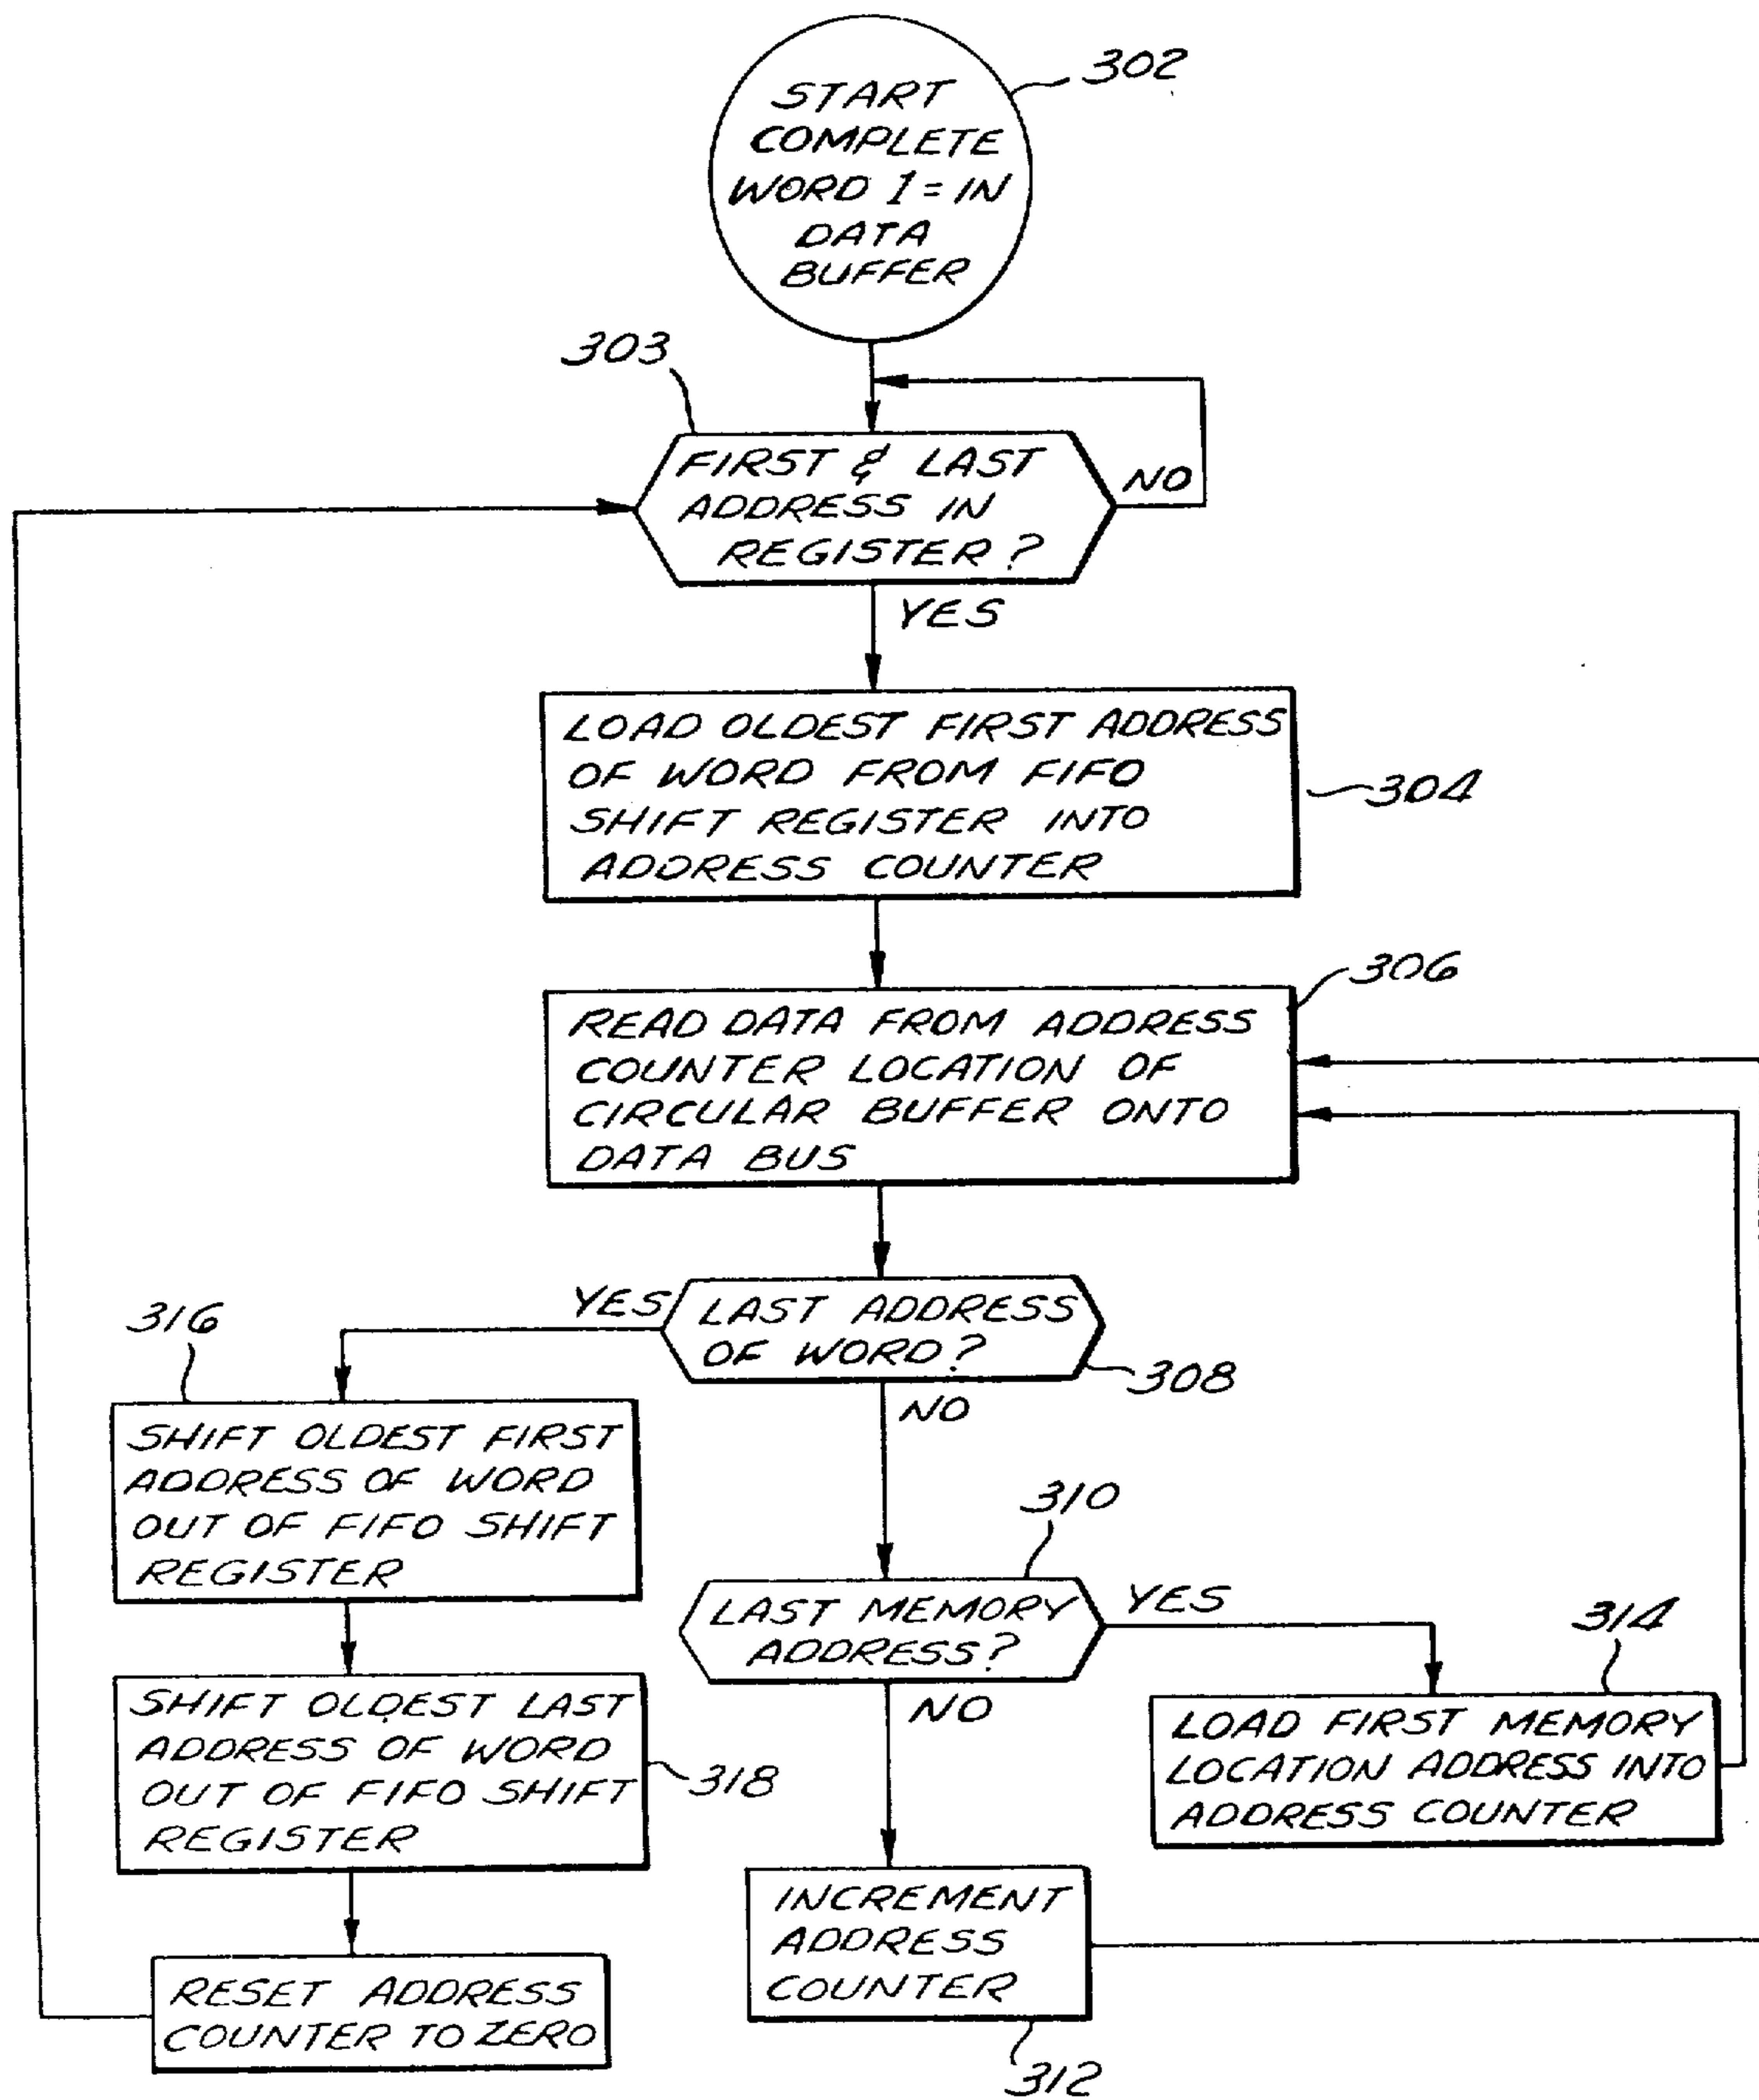 302
START
COMPLETE
WORD 1 = IN
DATA
BUFFER
303
FIRST & LAST
ADDRESS IN
REGISTER?
NO
YES
LOAD OLDEST FIRST ADDRESS
OF WORD FROM FIFO
SHIFT REGISTER INTO
ADDRESS COUNTER
304
306
READ DATA FROM ADDRESS
COUNTER LOCATION OF
CIRCULAR BUFFER ONTO
DATA BUS
YES
LAST ADDRESS
OF WORD?
308
NO
316
SHIFT OLDEST FIRST
ADDRESS OF WORD
OUT OF FIFO SHIFT
REGISTER
310
LAST MEMORY
ADDRESS?
YES
NO
314
LOAD FIRST MEMORY
LOCATION ADDRESS INTO
ADDRESS COUNTER
SHIFT OLDEST LAST
ADDRESS OF WORD
OUT OF FIFO SHIFT
REGISTER
318
INCREMENT
ADDRESS
COUNTER
312
RESET ADDRESS
COUNTER TO ZERO